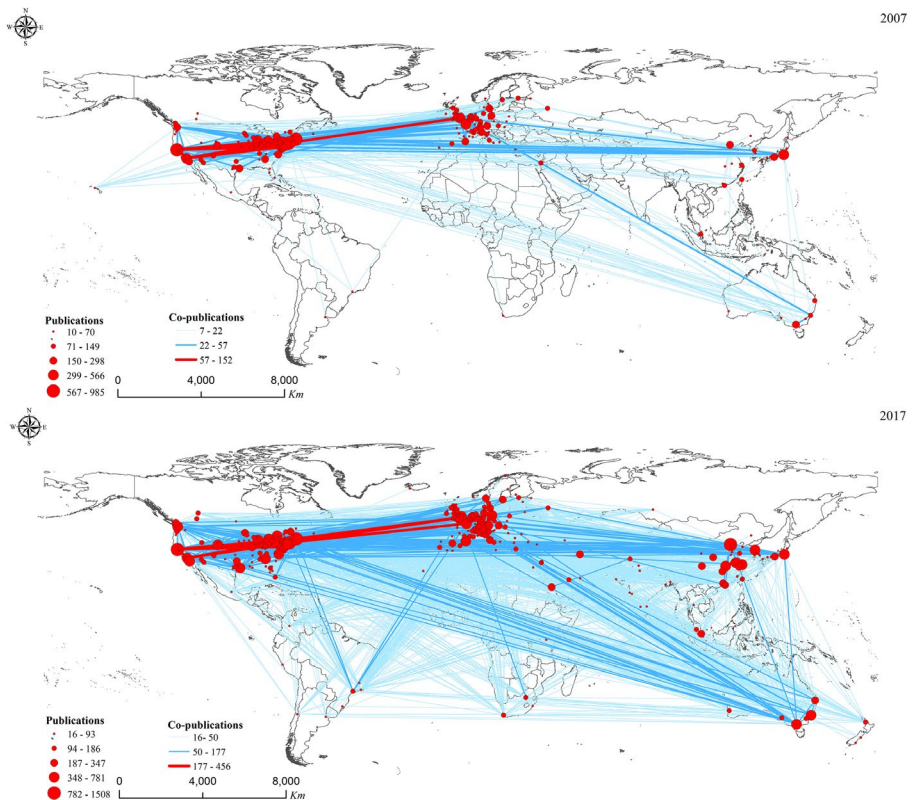 2007
N
W E
S
Publications
10 - 70
71 - 149
150 - 298
299 - 566
567 - 985
Co-publications
7 - 22
22 - 57
57 - 152
0 4,000 8,000
Km
2017
N
W E
S
Publications
16 - 93
94 - 186
187 - 347
348 - 781
782 - 1508
Co-publications
16- 50
50 - 177
177 - 456
0 4,000 8,000
Km